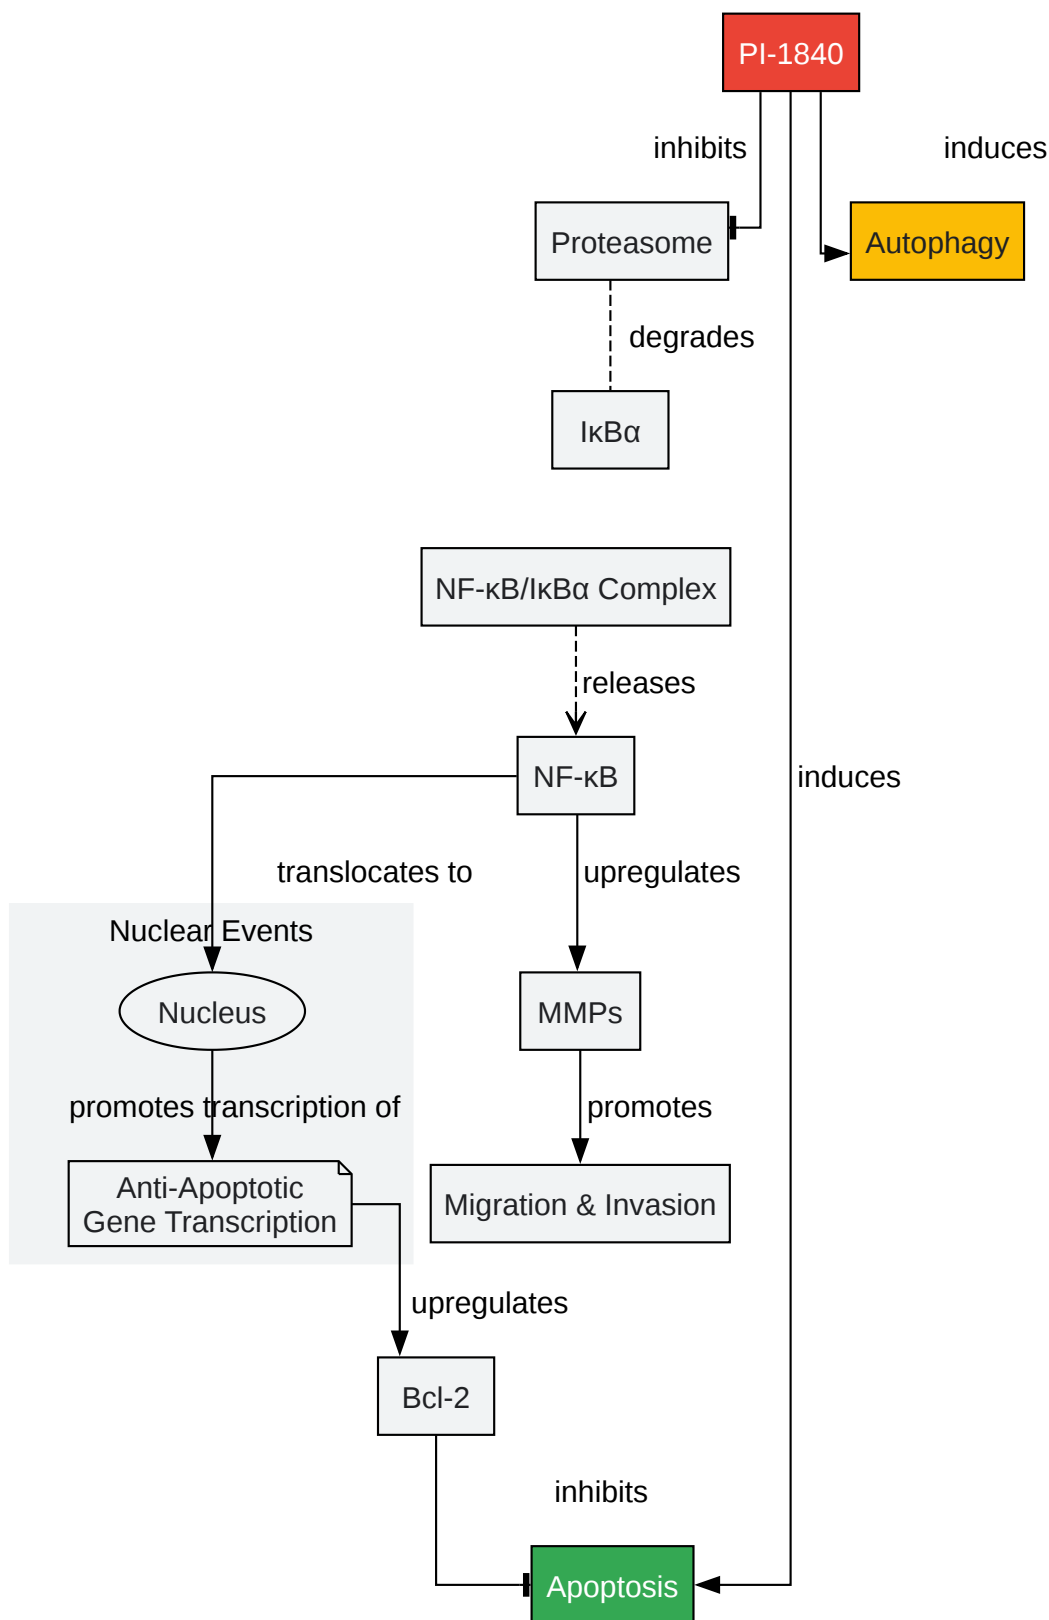 PI-1840
inhibits
induces
Proteasome
Autophagy
degrades
IκBα
NF-κB/IκBα Complex
releases
NF-κB
induces
translocates to
upregulates
Nuclear Events
Nucleus
MMPs
promotes transcription of
promotes
Anti-Apoptotic
Gene Transcription
Migration & Invasion
upregulates
Bcl-2
inhibits
Apoptosis